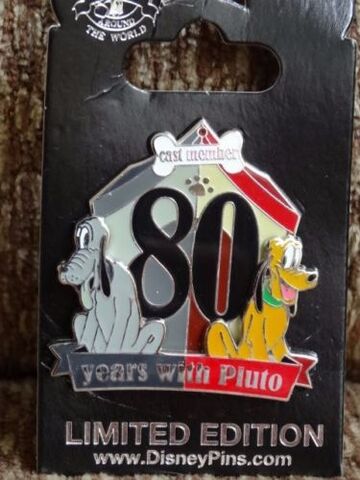 AROUND
THE WORLD
cast member
80
years with Pluto
LIMITED EDITION
www.DisneyPins.com